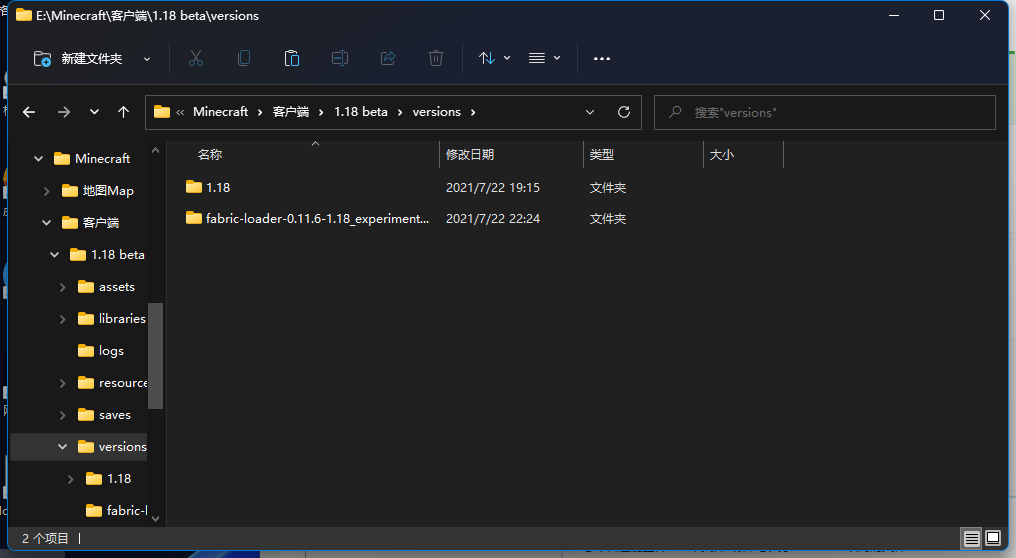 E:\Minecraft\客户端\1.18 beta\versions
新建文件夹
« Minecraft › 客户端 › 1.18 beta › versions ›
搜索"versions"
名称 修改日期 类型 大小
1.18 2021/7/22 19:15 文件夹
fabric-loader-0.11.6-1.18_experiment... 2021/7/22 22:24 文件夹
Minecraft
地图Map
客户端
1.18 beta
assets
libraries
logs
resource
saves
versions
1.18
fabric-l
2 个项目